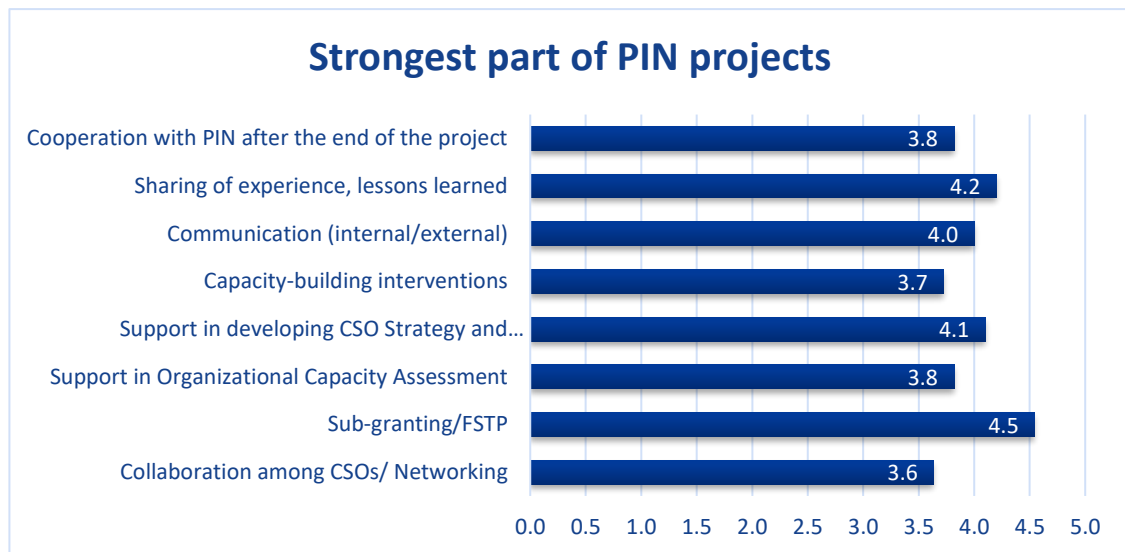 Strongest part of PIN projects
Cooperation with PIN after the end of the project 3.8
Sharing of experience, lessons learned 4.2
Communication (internal/external) 4.0
Capacity-building interventions 3.7
Support in developing CSO Strategy and... 4.1
Support in Organizational Capacity Assessment 3.8
Sub-granting/FSTP 4.5
Collaboration among CSOs/ Networking 3.6
0.0 0.5 1.0 1.5 2.0 2.5 3.0 3.5 4.0 4.5 5.0